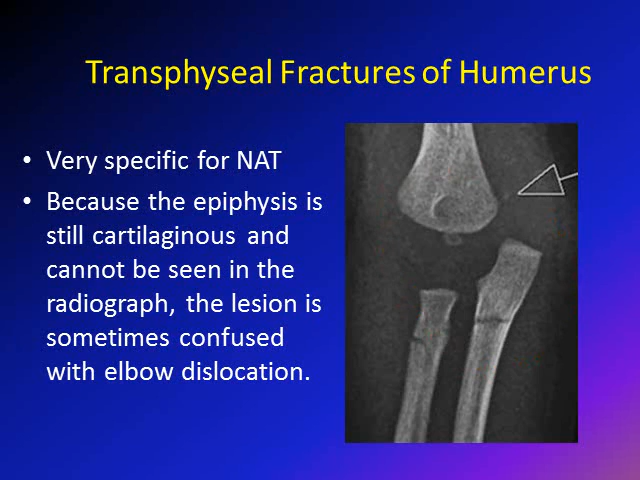 Transphyseal Fractures of Humerus
• Very specific for NAT
• Because the epiphysis is
still cartilaginous and
cannot be seen in the
radiograph, the lesion is
sometimes confused
with elbow dislocation.